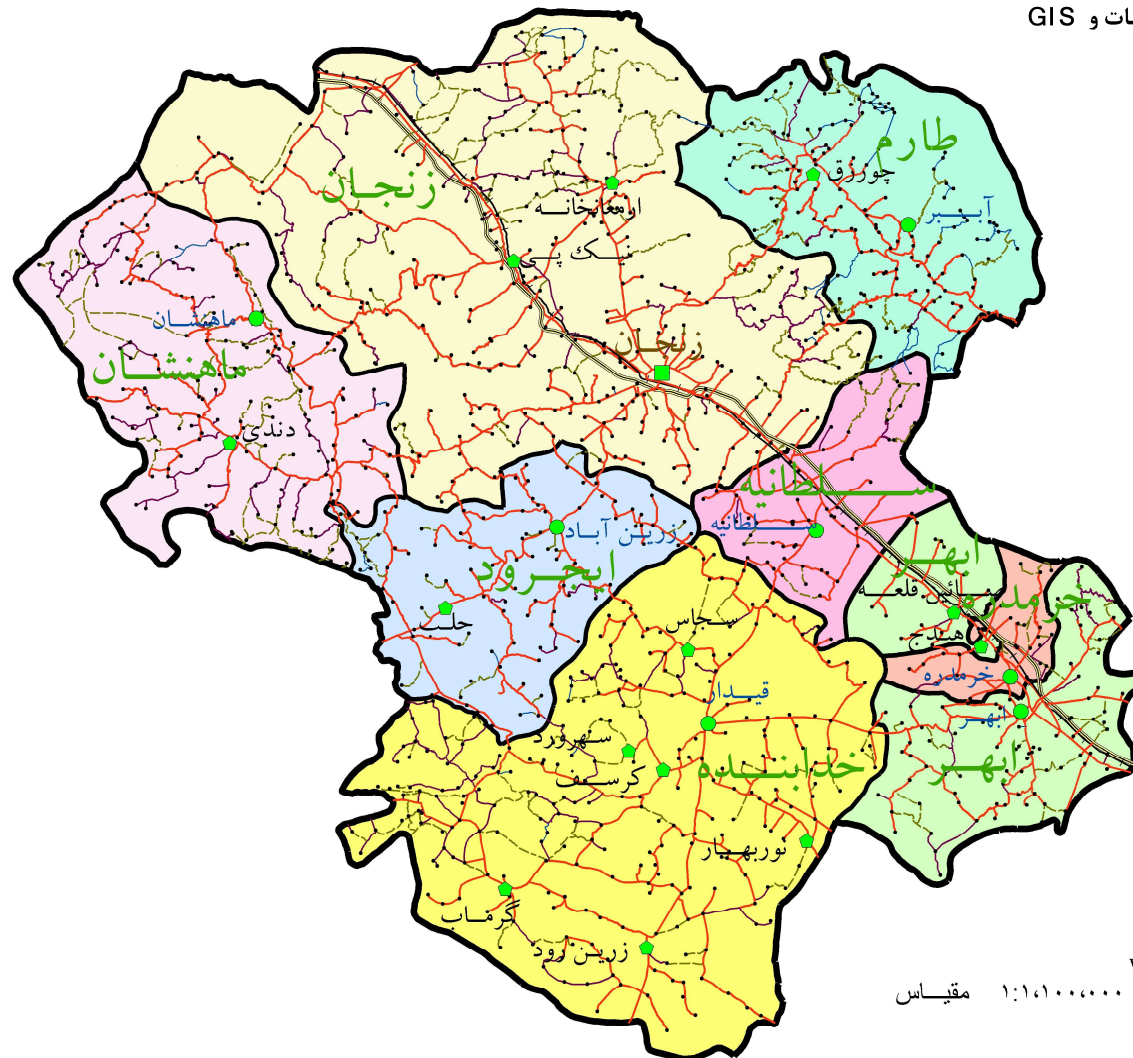 ات و GIS
طارم
چورزق
آب‌بر
زنجان
ارمغانخانه
نیک پی
ماهنشان
ماهنشان
دندی
زنجان
سلطانیه
سلطانیه
زرین آباد
ایجرود
حلب
ابهر
صائین قلعه
خرمدره
هیدج
خرمدره
ابهر
ابهر
سجاس
قیدار
سهرورد
کرسف
خدابنده
نوربهار
گرماب
زرین رود
مقیاس ۱:۱،۱۰۰،۰۰۰